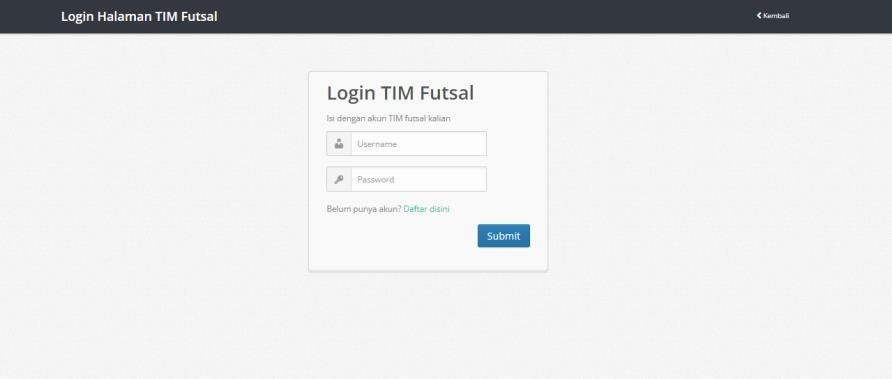 Login Halaman TIM Futsal
Kembali
Login TIM Futsal
Isi dengan akun TIM futsal kalian
Username
Password
Belum punya akun? Daftar disini
Submit